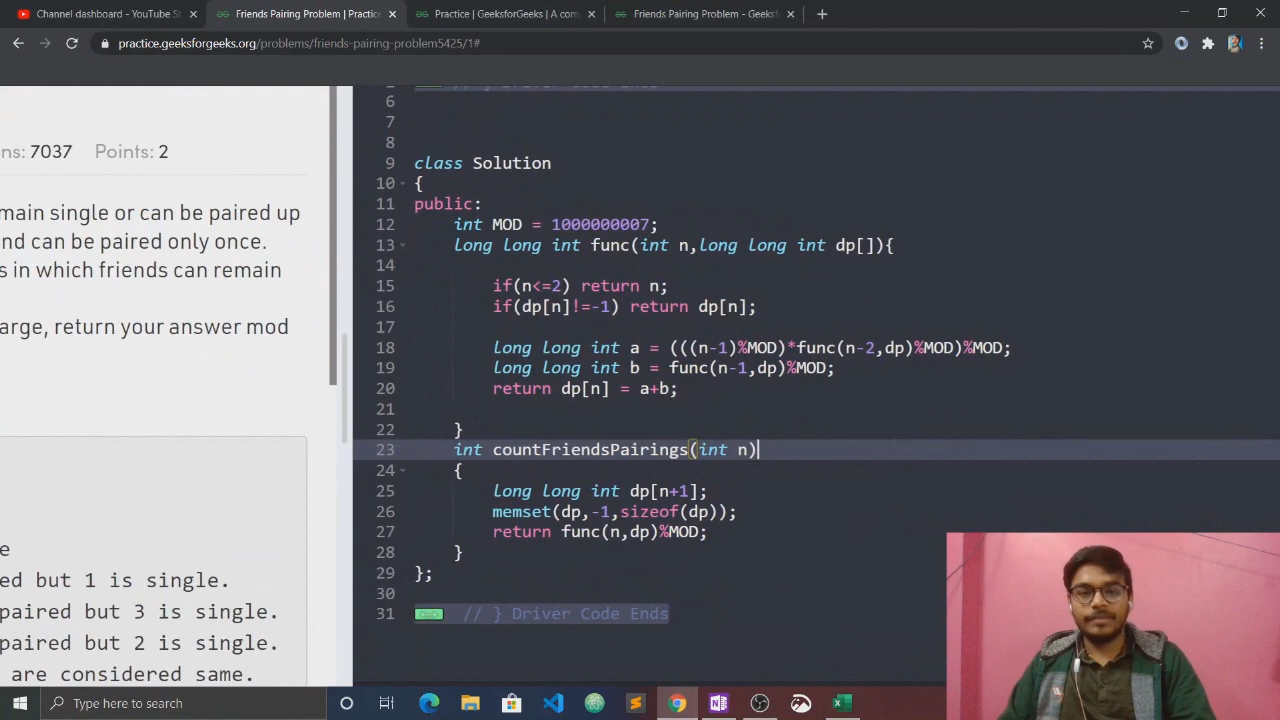 Channel dashboard - YouTube St
Friends Pairing Problem | Practice
Practice | GeeksforGeeks | A com
Friends Pairing Problem - Geeksf
practice.geeksforgeeks.org/problems/friends-pairing-problem5425/1#
ns: 7037 Points: 2
main single or can be paired up
nd can be paired only once.
s in which friends can remain
arge, return your answer mod
e
ed but 1 is single.
paired but 3 is single.
paired but 2 is single.
are considered same.
// } Driver Code Ends
6
7
8
9 class Solution
10 {
11 public:
12 int MOD = 1000000007;
13 long long int func(int n,long long int dp[]){
14
15 if(n<=2) return n;
16 if(dp[n]!=-1) return dp[n];
17
18 long long int a = (((n-1)%MOD)*func(n-2,dp)%MOD)%MOD;
19 long long int b = func(n-1,dp)%MOD;
20 return dp[n] = a+b;
21
22 }
23 int countFriendsPairings(int n)
24 {
25 long long int dp[n+1];
26 memset(dp,-1,sizeof(dp));
27 return func(n,dp)%MOD;
28 }
29 };
30
31 // } Driver Code Ends
Type here to search